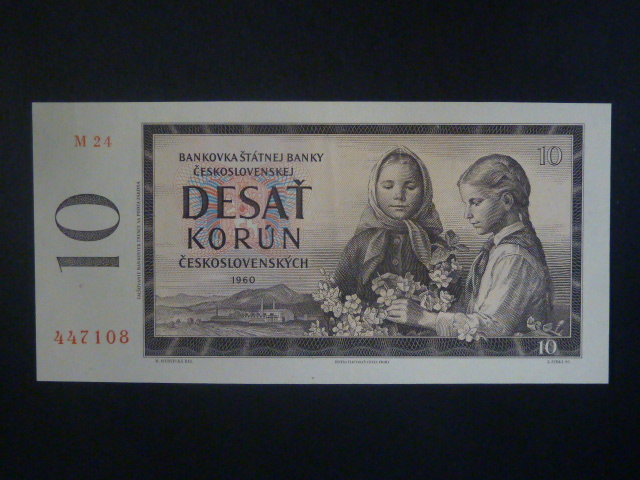 M 24
10
447108
BANKOVKA ŠTÁTNEJ BANKY
ČESKOSLOVENSKEJ
DESAŤ
KORÚN
ČESKOSLOVENSKÝCH
1960
10
10